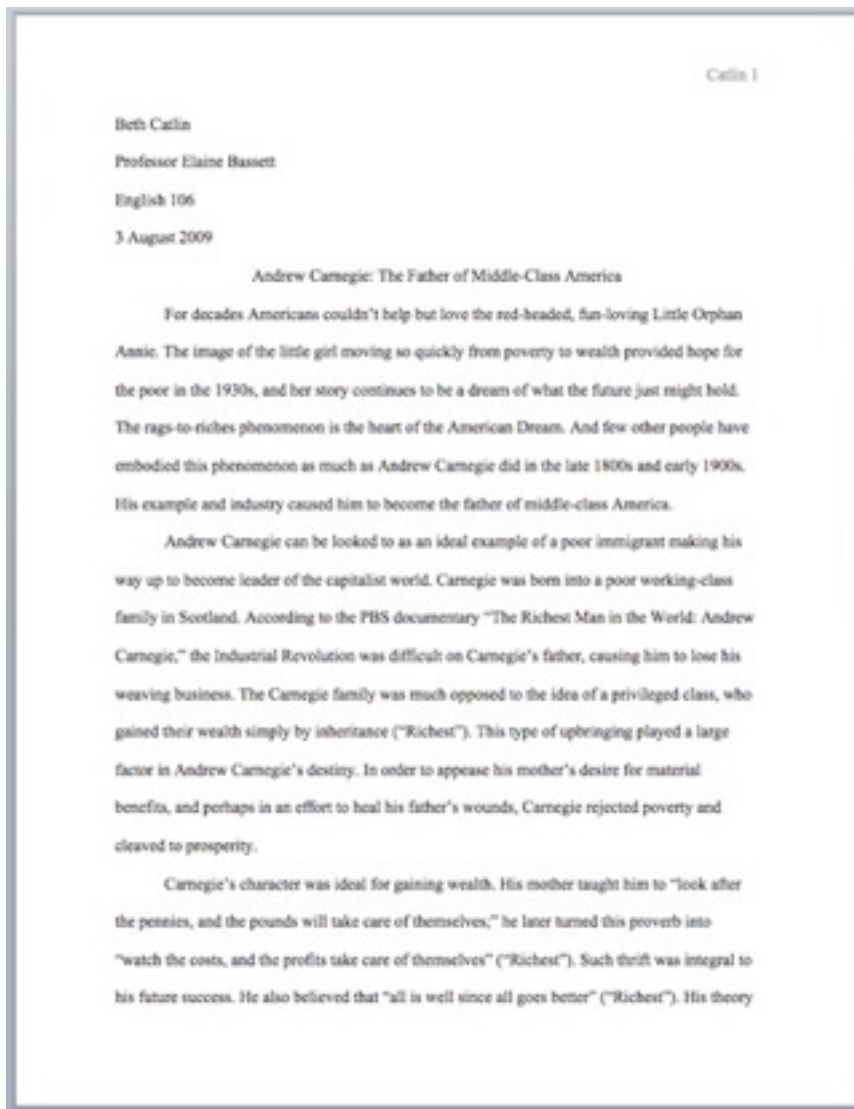 Catlin 1
Beth Catlin
Professor Elaine Bassett
English 106
3 August 2009
Andrew Carnegie: The Father of Middle-Class America
For decades Americans couldn't help but love the red-headed, fun-loving Little Orphan
Annie. The image of the little girl moving so quickly from poverty to wealth provided hope for
the poor in the 1930s, and her story continues to be a dream of what the future just might hold.
The rags-to-riches phenomenon is the heart of the American Dream. And few other people have
embodied this phenomenon as much as Andrew Carnegie did in the late 1800s and early 1900s.
His example and industry caused him to become the father of middle-class America.
Andrew Carnegie can be looked to as an ideal example of a poor immigrant making his
way up to become leader of the capitalist world. Carnegie was born into a poor working-class
family in Scotland. According to the PBS documentary “The Richest Man in the World: Andrew
Carnegie,” the Industrial Revolution was difficult on Carnegie's father, causing him to lose his
weaving business. The Carnegie family was much opposed to the idea of a privileged class, who
gained their wealth simply by inheritance (“Richest”). This type of upbringing played a large
factor in Andrew Carnegie's destiny. In order to appease his mother's desire for material
benefits, and perhaps in an effort to heal his father's wounds, Carnegie rejected poverty and
cleaved to prosperity.
Carnegie's character was ideal for gaining wealth. His mother taught him to “look after
the pennies, and the pounds will take care of themselves;” he later turned this proverb into
“watch the costs, and the profits take care of themselves” (“Richest”). Such thrift was integral to
his future success. He also believed that “all is well since all goes better” (“Richest”). His theory